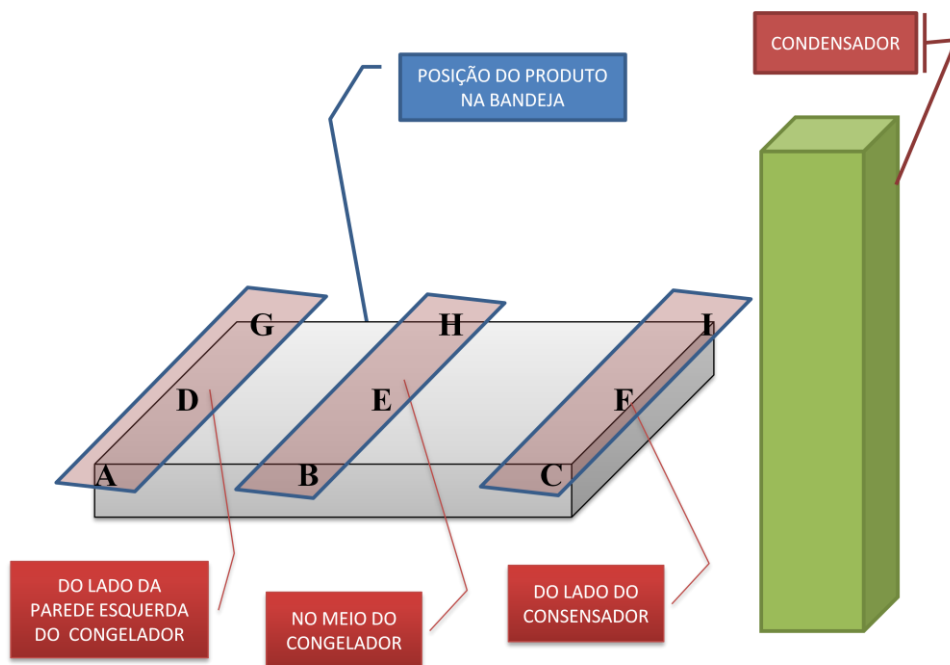 CONDENSADOR
POSIÇÃO DO PRODUTO
NA BANDEJA
G
H
I
D
E
F
A
B
C
DO LADO DA
PAREDE ESQUERDA
DO CONGELADOR
NO MEIO DO
CONGELADOR
DO LADO DO
CONSENSADOR